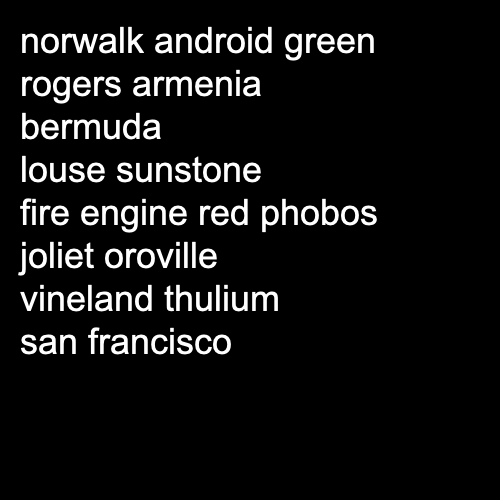 norwalk android green
rogers armenia
bermuda
louse sunstone
fire engine red phobos
joliet oroville
vineland thulium
san francisco